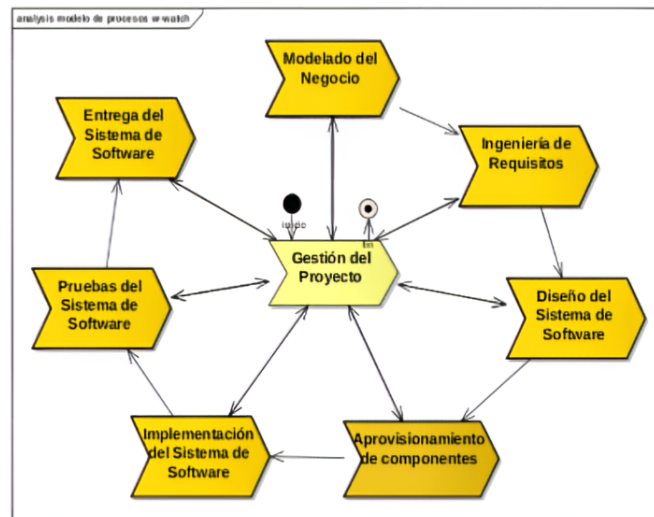 analysis modelo de procesos w-watch
Modelado del
Negocio
Entrega del
Sistema de
Software
Ingeniería de
Requisitos
inicio
fin
Gestión del
Proyecto
Pruebas del
Sistema de
Software
Diseño del
Sistema de
Software
Implementación
del Sistema de
Software
Aprovisionamiento
de componentes